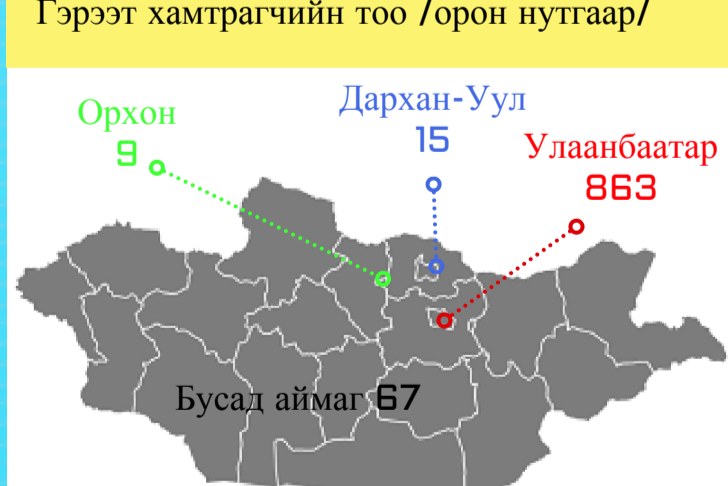 Гэрээт хамтрагчийн тоо /орон нутгаар/
Дархан-Уул
15
Орхон
9
Улаанбаатар
863
Бусад аймаг 67